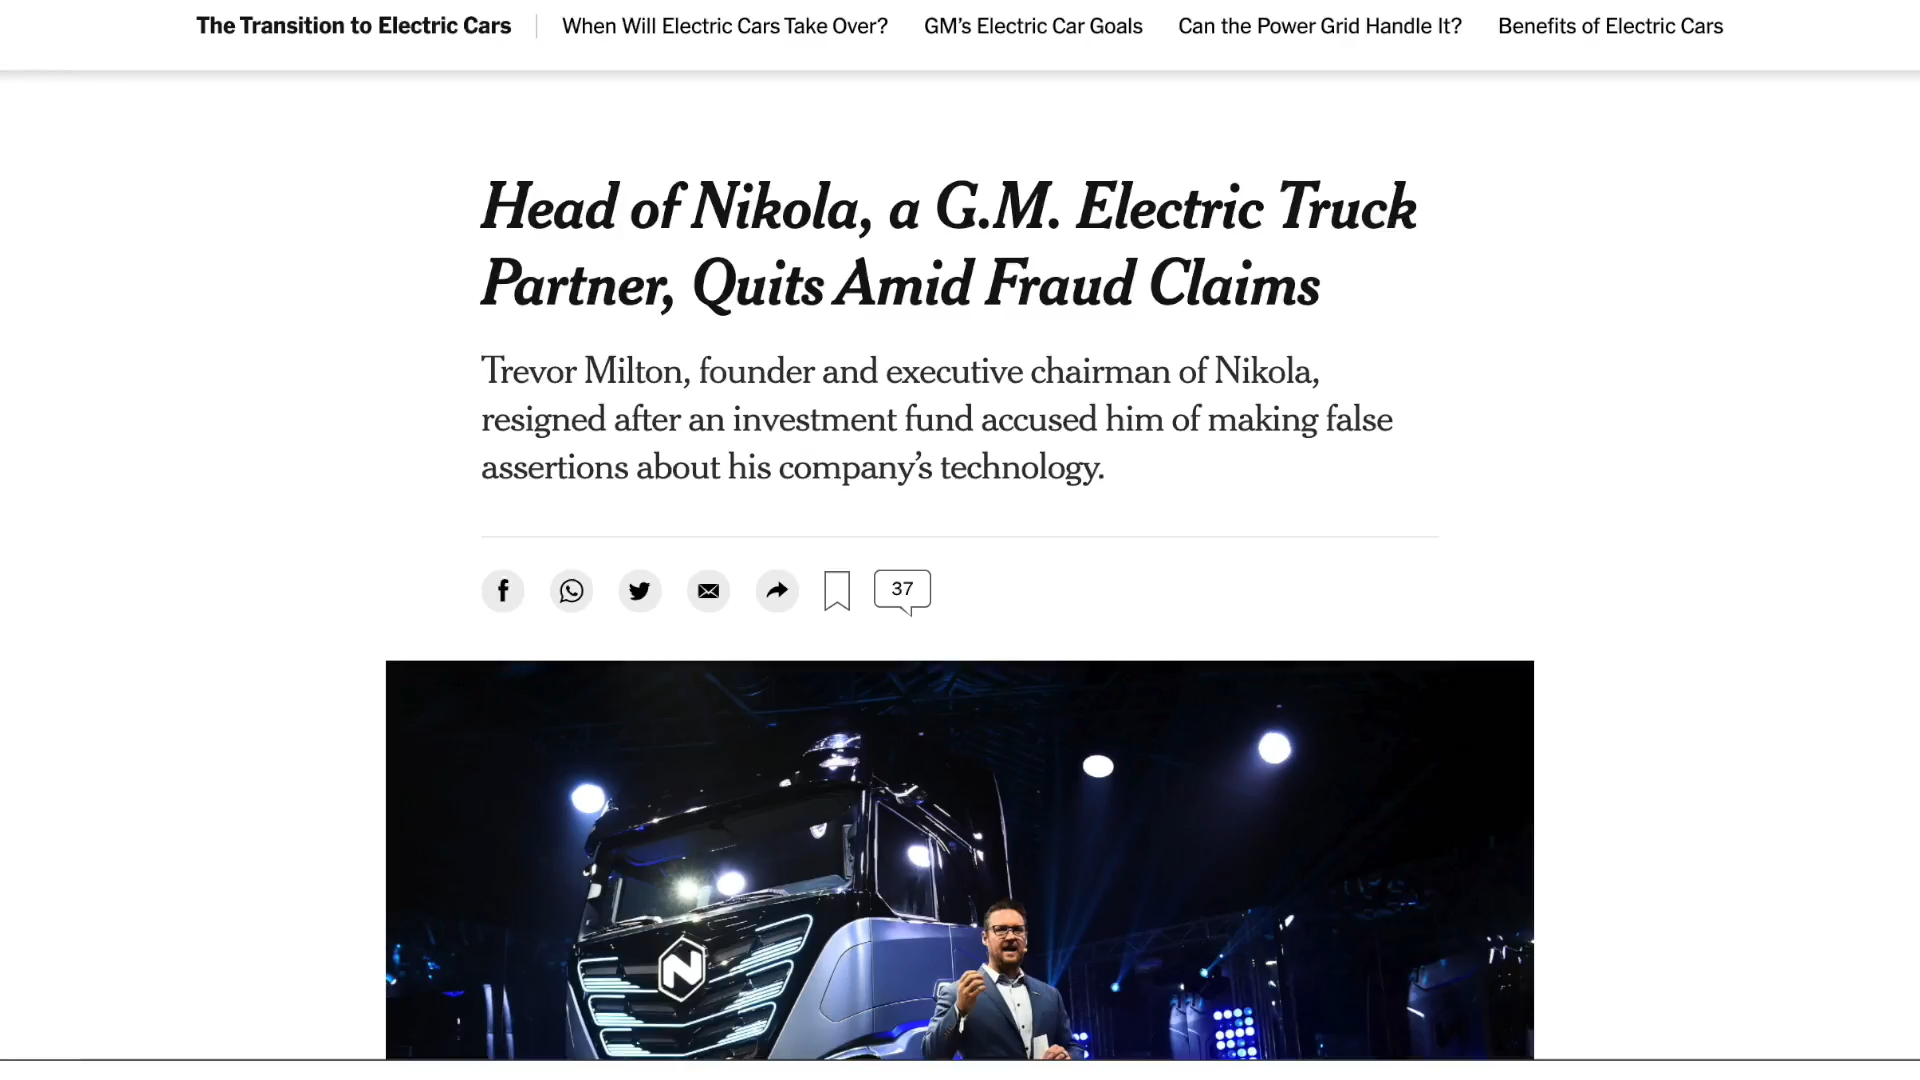 The Transition to Electric Cars When Will Electric Cars Take Over? GM’s Electric Car Goals Can the Power Grid Handle It? Benefits of Electric Cars
Head of Nikola, a G.M. Electric Truck
Partner, Quits Amid Fraud Claims
Trevor Milton, founder and executive chairman of Nikola,
resigned after an investment fund accused him of making false
assertions about his company’s technology.
37
N